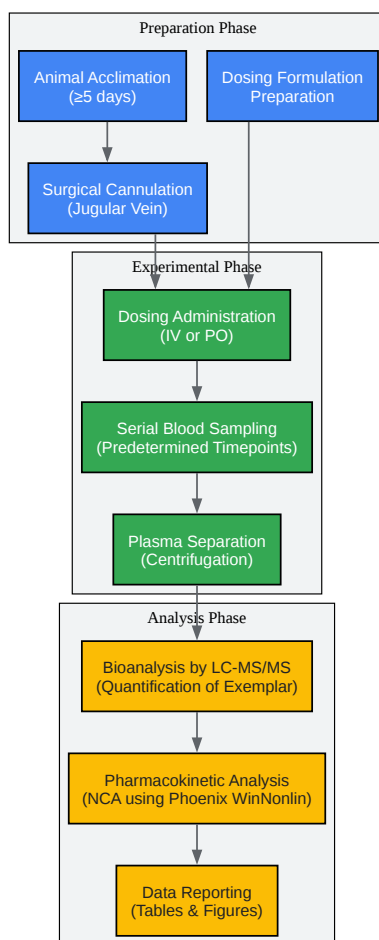 Preparation Phase
Animal Acclimation
(≥5 days)
Dosing Formulation
Preparation
Surgical Cannulation
(Jugular Vein)
Experimental Phase
Dosing Administration
(IV or PO)
Serial Blood Sampling
(Predetermined Timepoints)
Plasma Separation
(Centrifugation)
Analysis Phase
Bioanalysis by LC-MS/MS
(Quantification of Exemplar)
Pharmacokinetic Analysis
(NCA using Phoenix WinNonlin)
Data Reporting
(Tables & Figures)